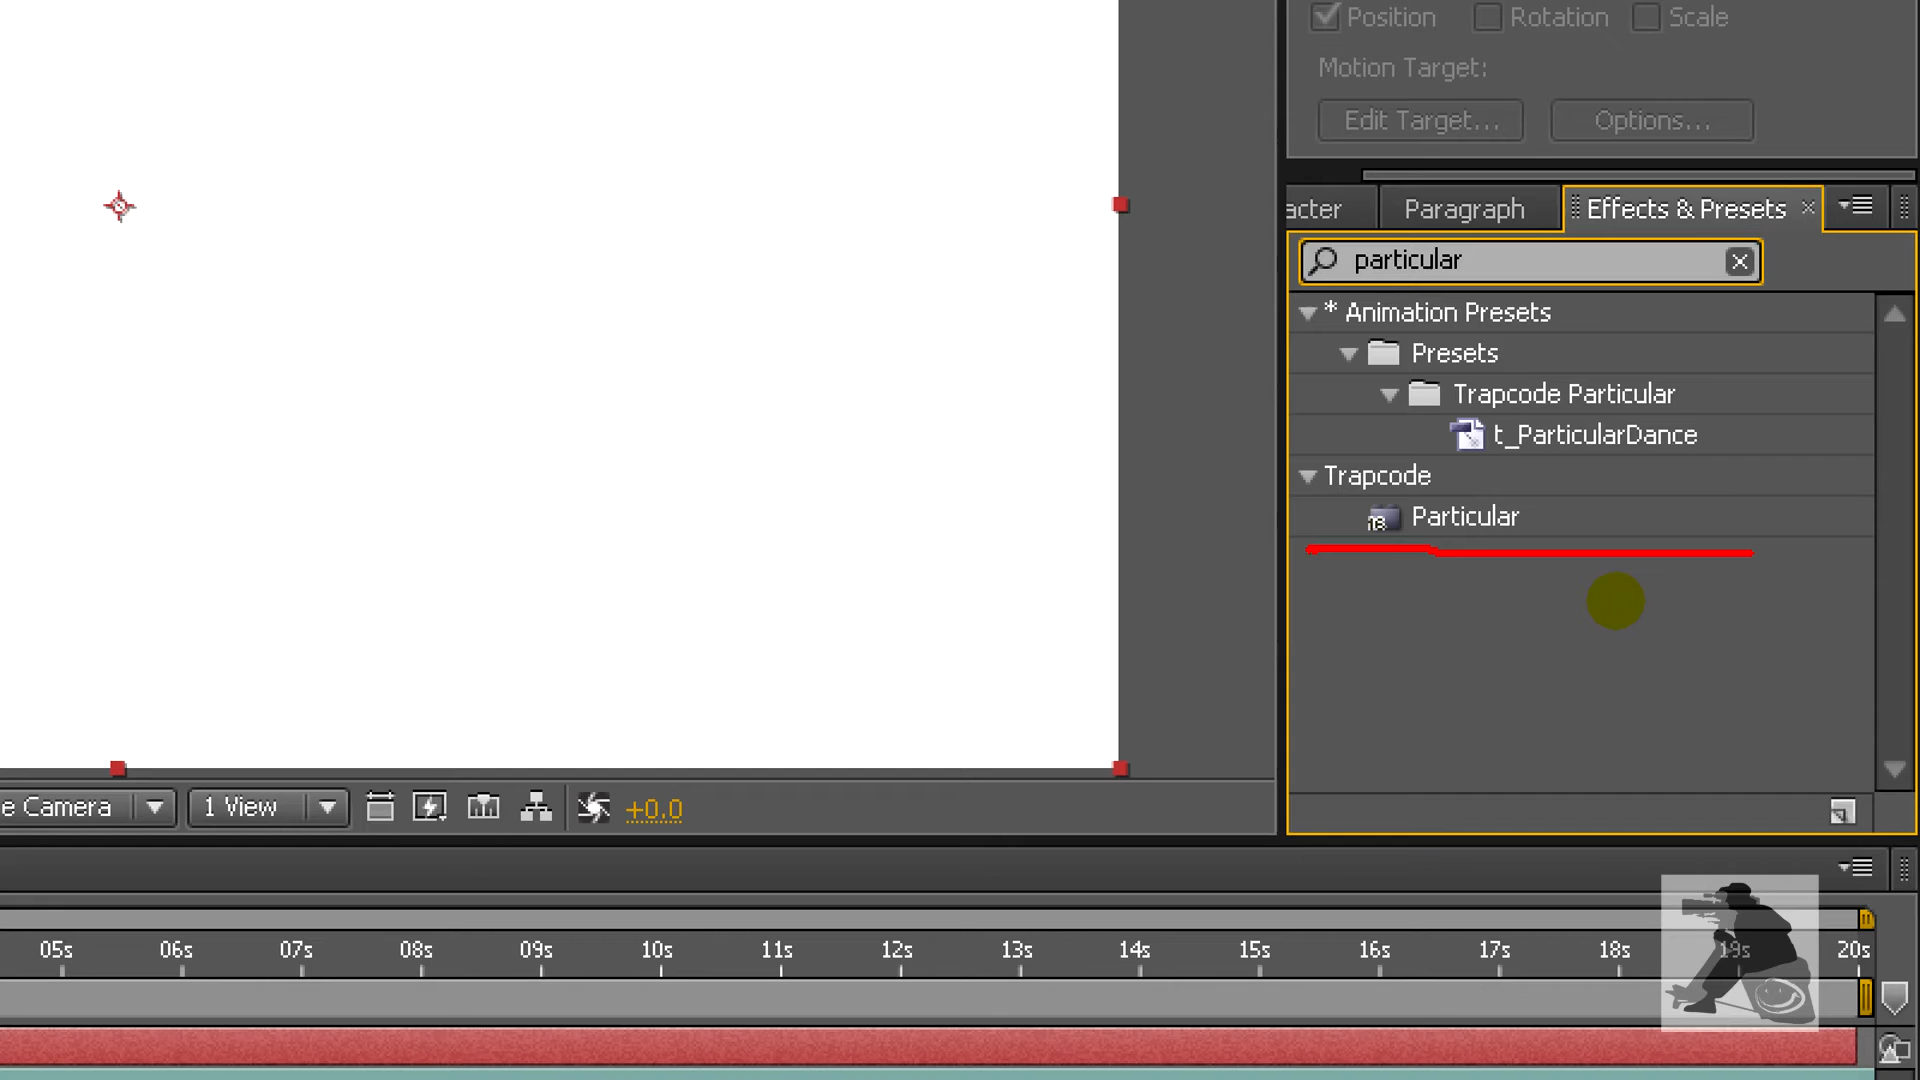 Position Rotation Scale
Motion Target:
Edit Target... Options...
acter Paragraph Effects & Presets
particular
* Animation Presets
Presets
Trapcode Particular
t_ParticularDance
Trapcode
Particular
e Camera 1 View +0.0
05s 06s 07s 08s 09s 10s 11s 12s 13s 14s 15s 16s 17s 18s 19s 20s